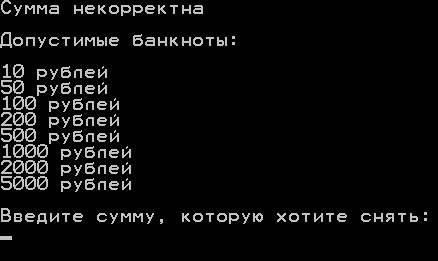 Сумма некорректна
Допустимые банкноты:
10 рублей
50 рублей
100 рублей
200 рублей
500 рублей
1000 рублей
2000 рублей
5000 рублей
Введите сумму, которую хотите снять: